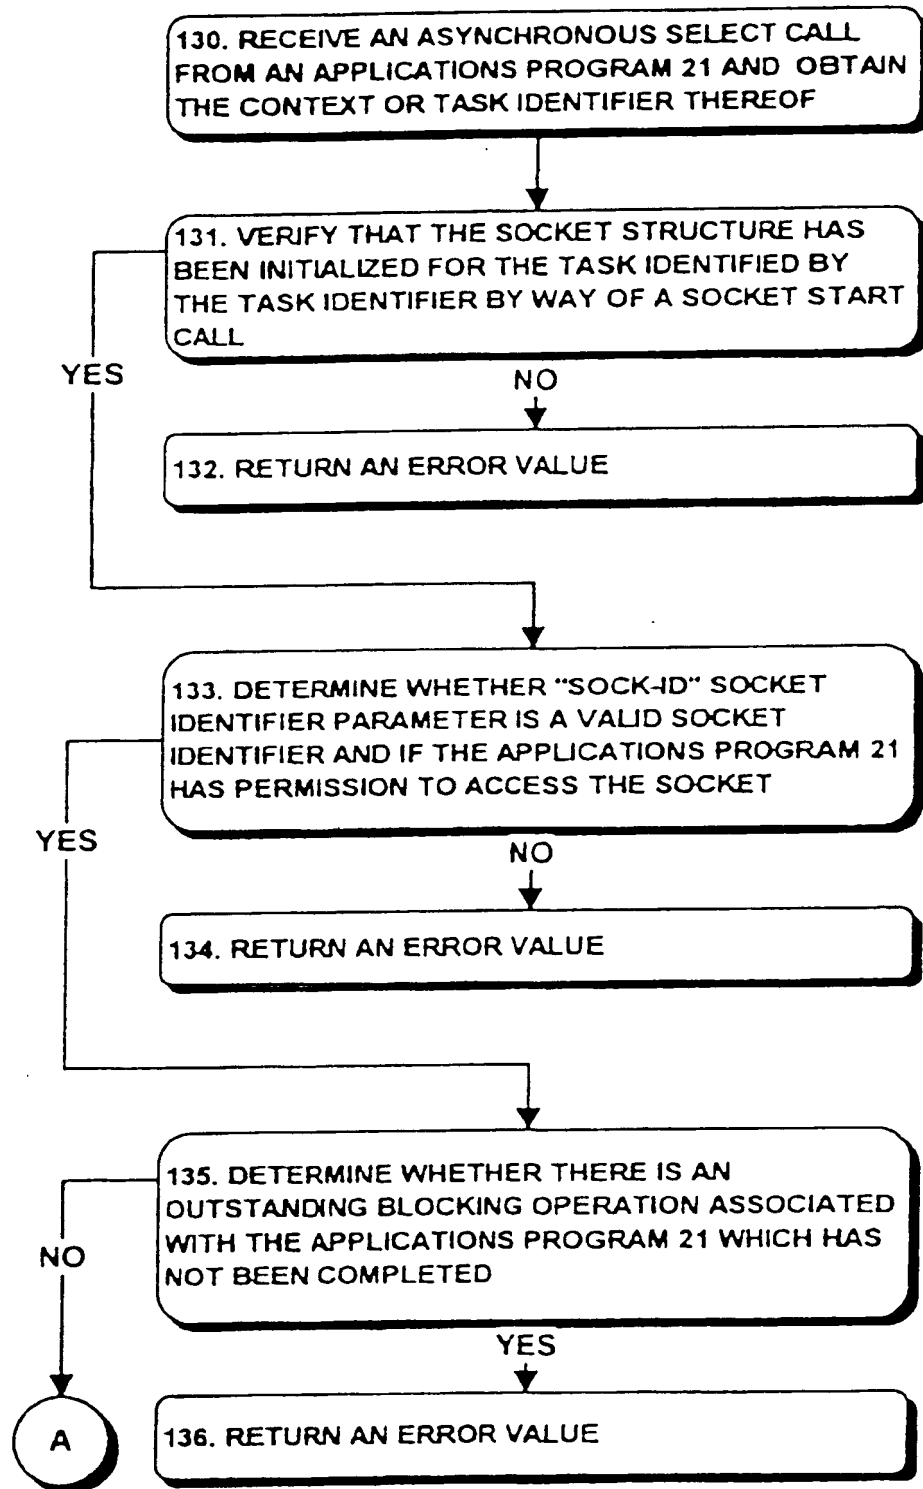 130. RECEIVE AN ASYNCHRONOUS SELECT CALL
FROM AN APPLICATIONS PROGRAM 21 AND OBTAIN
THE CONTEXT OR TASK IDENTIFIER THEREOF
131. VERIFY THAT THE SOCKET STRUCTURE HAS
BEEN INITIALIZED FOR THE TASK IDENTIFIED BY
THE TASK IDENTIFIER BY WAY OF A SOCKET START
CALL
YES
NO
132. RETURN AN ERROR VALUE
133. DETERMINE WHETHER "SOCK-ID" SOCKET
IDENTIFIER PARAMETER IS A VALID SOCKET
IDENTIFIER AND IF THE APPLICATIONS PROGRAM 21
HAS PERMISSION TO ACCESS THE SOCKET
YES
NO
134. RETURN AN ERROR VALUE
135. DETERMINE WHETHER THERE IS AN
OUTSTANDING BLOCKING OPERATION ASSOCIATED
WITH THE APPLICATIONS PROGRAM 21 WHICH HAS
NOT BEEN COMPLETED
NO
YES
A
136. RETURN AN ERROR VALUE